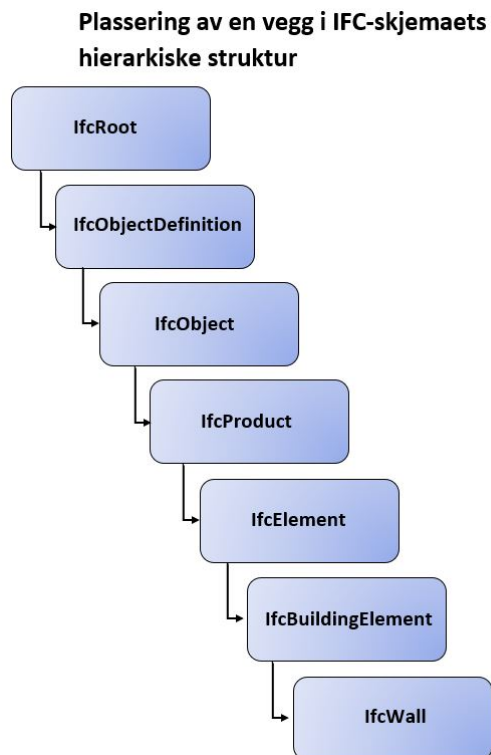 Plassering av en vegg i IFC-skjemaets
hierarkiske struktur
IfcRoot
IfcObjectDefinition
IfcObject
IfcProduct
IfcElement
IfcBuildingElement
IfcWall